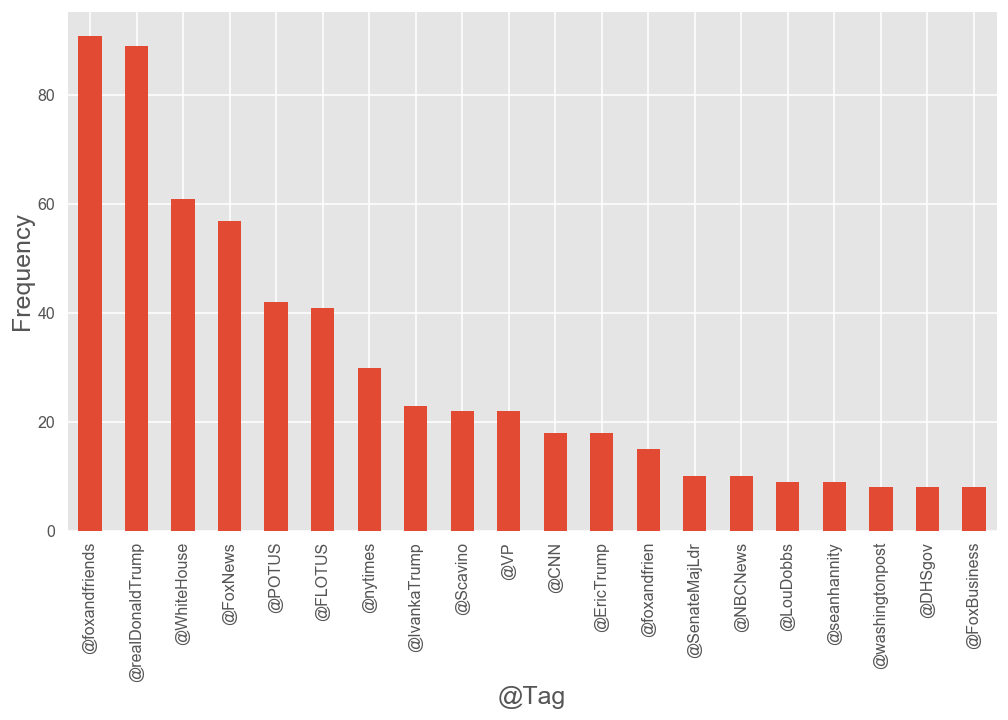 Frequency
80
60
40
20
0
@foxandfriends
@realDonaldTrump
@WhiteHouse
@FoxNews
@POTUS
@FLOTUS
@nytimes
@IvankaTrump
@Scavino
@VP
@CNN
@EricTrump
@foxandfrien
@SenateMajLdr
@NBCNews
@LouDobbs
@seanhannity
@washingtonpost
@DHSgov
@FoxBusiness
@Tag